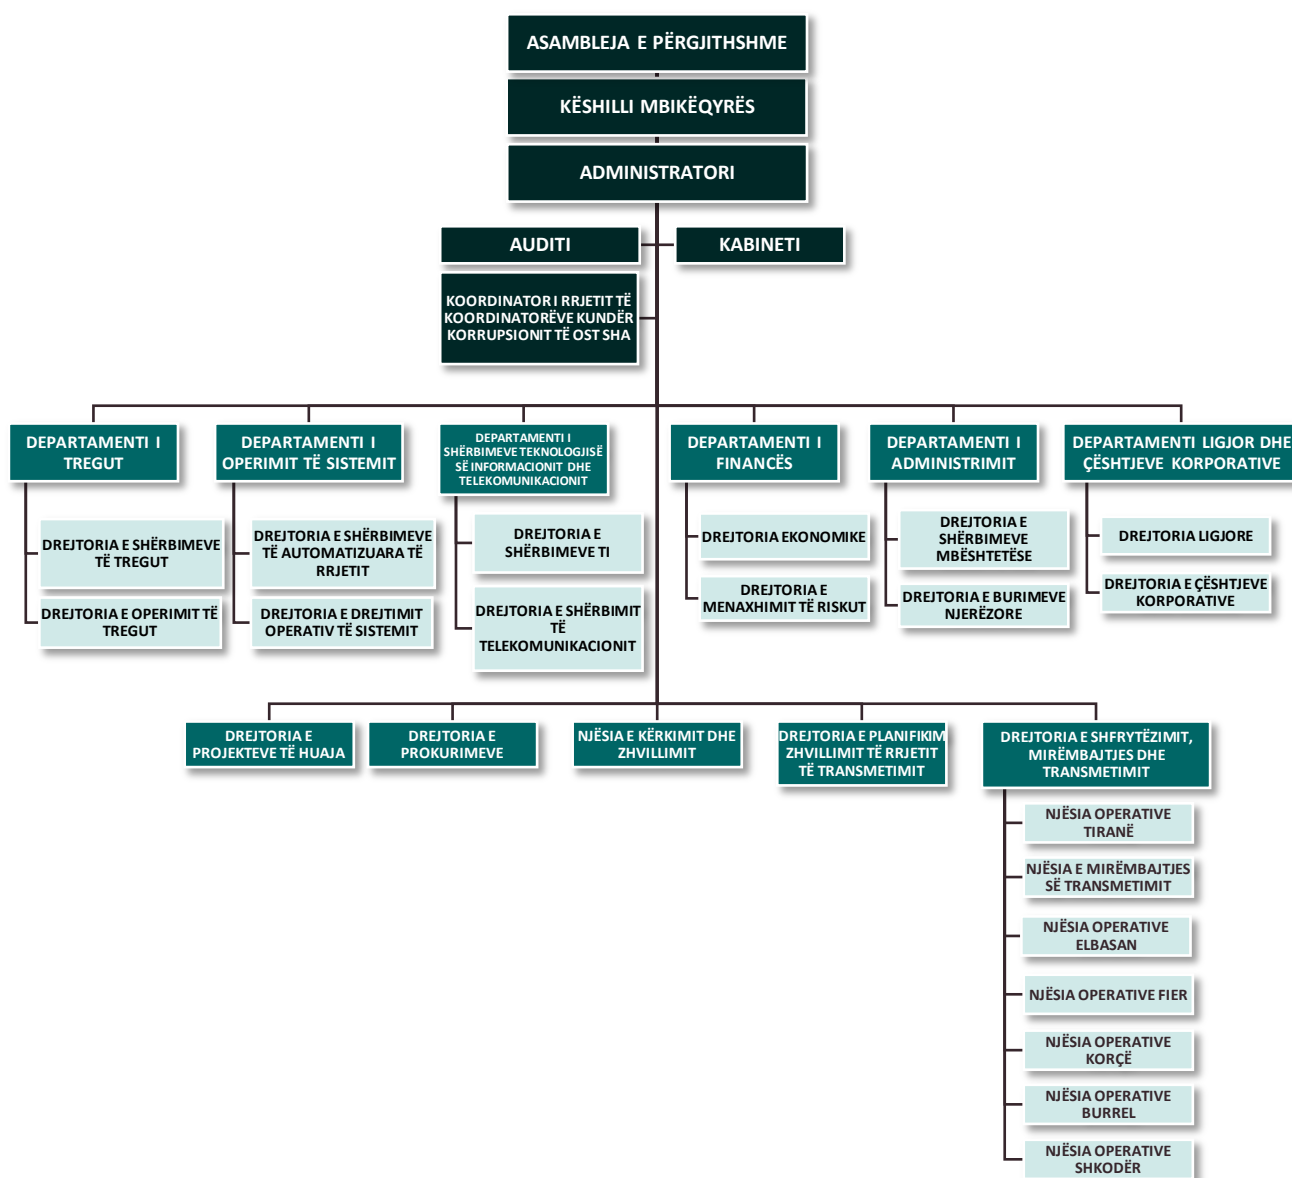 ASAMBLEJA E PËRGJITHSHME
KËSHILLI MBIKËQYRËS
ADMINISTRATORI
AUDITI
KABINETI
KOORDINATOR I RRJETIT TË
KOORDINATORËVE KUNDËR
KORRUPSIONIT TË OST SHA
DEPARTAMENTI I
TREGUT
DEPARTAMENTI I
OPERIMIT TË SISTEMIT
DEPARTAMENTI I
SHËRBIMEVE TEKNOLOGJISË
SË INFORMACIONIT DHE
TELEKOMUNIKACIONIT
DEPARTAMENTI I
FINANCËS
DEPARTAMENTI I
ADMINISTRIMIT
DEPARTAMENTI LIGJOR DHE
ÇËSHTJEVE KORPORATIVE
DREJTORIA E SHËRBIMEVE
TË TREGUT
DREJTORIA E OPERIMIT TË
TREGUT
DREJTORIA E SHËRBIMEVE
TË AUTOMATIZUARA TË
RRJETIT
DREJTORIA E DREJTIMIT
OPERATIV TË SISTEMIT
DREJTORIA E
SHËRBIMEVE TI
DREJTORIA E SHËRBIMIT
TË
TELEKOMUNIKACIONIT
DREJTORIA EKONOMIKE
DREJTORIA E
MENAXHIMIT TË RISKUT
DREJTORIA E
SHËRBIMEVE
MBËSHTETËSE
DREJTORIA E BURIMEVE
NJERËZORE
DREJTORIA LIGJORE
DREJTORIA E ÇËSHTJEVE
KORPORATIVE
DREJTORIA E
PROJEKTEVE TË HUAJA
DREJTORIA E
PROKURIMEVE
NJËSIA E KËRKIMIT DHE
ZHVILLIMIT
DREJTORIA E PLANIFIKIM
ZHVILLIMIT TË RRJETIT
TË TRANSMETIMIT
DREJTORIA E SHFRYTËZIMIT,
MIRËMBAJTJES DHE
TRANSMETIMIT
NJËSIA OPERATIVE
TIRANË
NJËSIA E MIRËMBAJTJES
SË TRANSMETIMIT
NJËSIA OPERATIVE
ELBASAN
NJËSIA OPERATIVE FIER
NJËSIA OPERATIVE
KORÇË
NJËSIA OPERATIVE
BURREL
NJËSIA OPERATIVE
SHKODËR